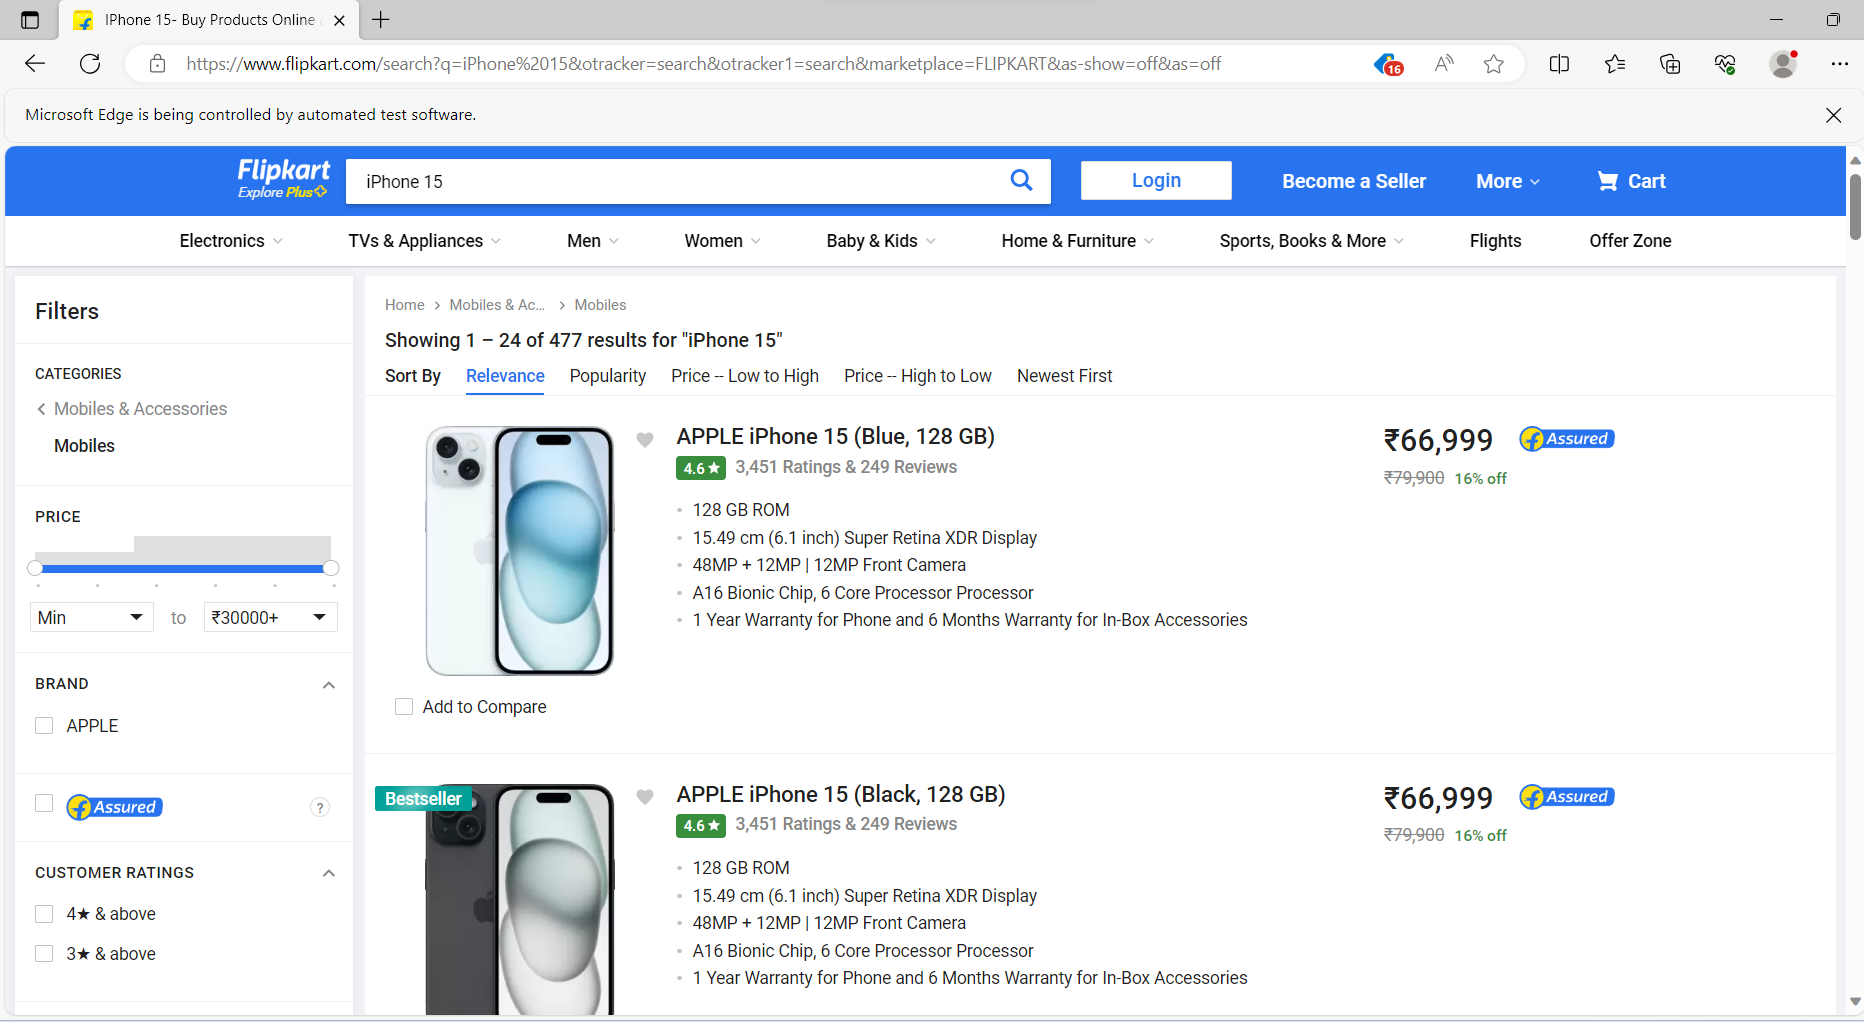 IPhone 15- Buy Products Online
https://www.flipkart.com/search?q=iPhone%2015&otracker=search&otracker1=search&marketplace=FLIPKART&as-show=off&as=off
16
Microsoft Edge is being controlled by automated test software.
Flipkart
Explore Plus
iPhone 15
Login
Become a Seller
More
Cart
Electronics
TVs & Appliances
Men
Women
Baby & Kids
Home & Furniture
Sports, Books & More
Flights
Offer Zone
Filters
CATEGORIES
Mobiles & Accessories
Mobiles
PRICE
Min
to
₹30000+
BRAND
APPLE
Assured
?
CUSTOMER RATINGS
4★ & above
3★ & above
Home > Mobiles & Ac... > Mobiles
Showing 1 – 24 of 477 results for "iPhone 15"
Sort By
Relevance
Popularity
Price -- Low to High
Price -- High to Low
Newest First
APPLE iPhone 15 (Blue, 128 GB)
4.6★ 3,451 Ratings & 249 Reviews
128 GB ROM
15.49 cm (6.1 inch) Super Retina XDR Display
48MP + 12MP | 12MP Front Camera
A16 Bionic Chip, 6 Core Processor Processor
1 Year Warranty for Phone and 6 Months Warranty for In-Box Accessories
₹66,999
Assured
₹79,900 16% off
Add to Compare
Bestseller
APPLE iPhone 15 (Black, 128 GB)
4.6★ 3,451 Ratings & 249 Reviews
128 GB ROM
15.49 cm (6.1 inch) Super Retina XDR Display
48MP + 12MP | 12MP Front Camera
A16 Bionic Chip, 6 Core Processor Processor
1 Year Warranty for Phone and 6 Months Warranty for In-Box Accessories
₹66,999
Assured
₹79,900 16% off